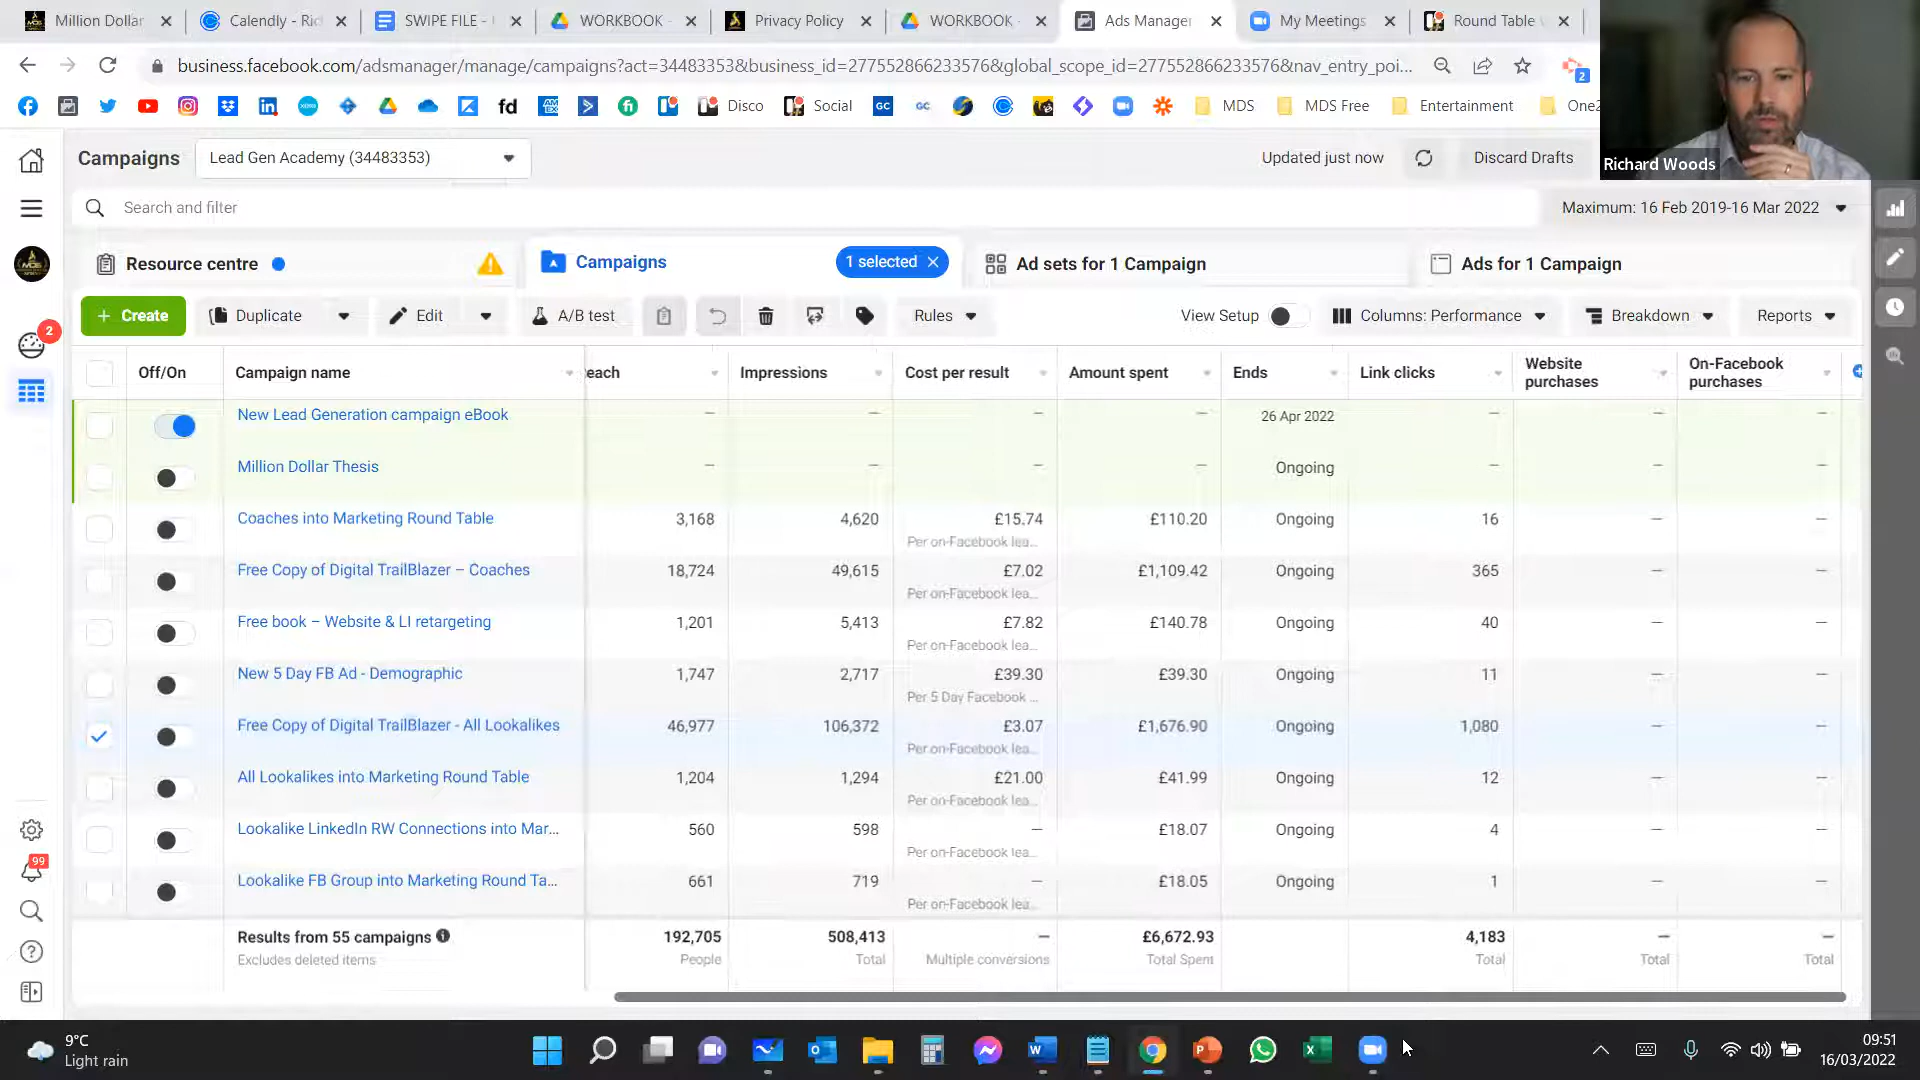 Million Dollar
Calendly - Ric
SWIPE FILE -
WORKBOOK -
Privacy Policy
WORKBOOK -
Ads Manager
My Meetings
Round Table
business.facebook.com/adsmanager/manage/campaigns?act=34483353&business_id=277552866233576&global_scope_id=277552866233576&nav_entry_poi...
2
fd
Disco
Social
GC
GC
MDS
MDS Free
Entertainment
One2
Richard Woods
Campaigns
Lead Gen Academy (34483353)
Updated just now
Discard Drafts
Search and filter
Maximum: 16 Feb 2019-16 Mar 2022
Resource centre
Campaigns
1 selected
Ad sets for 1 Campaign
Ads for 1 Campaign
+ Create
Duplicate
Edit
A/B test
Rules
View Setup
Columns: Performance
Breakdown
Reports
2
Off/On
Campaign name
each
Impressions
Cost per result
Amount spent
Ends
Link clicks
Website purchases
On-Facebook purchases
New Lead Generation campaign eBook
— — — — 26 Apr 2022 — — —
Million Dollar Thesis
— — — — Ongoing — — —
Coaches into Marketing Round Table
3,168 4,620 £15.74 £110.20 Ongoing 16 — —
Per on-Facebook lea...
Free Copy of Digital TrailBlazer – Coaches
18,724 49,615 £7.02 £1,109.42 Ongoing 365 — —
Per on-Facebook lea...
Free book – Website & LI retargeting
1,201 5,413 £7.82 £140.78 Ongoing 40 — —
Per on-Facebook lea...
New 5 Day FB Ad - Demographic
1,747 2,717 £39.30 £39.30 Ongoing 11 — —
Per 5 Day Facebook ...
Free Copy of Digital TrailBlazer - All Lookalikes
46,977 106,372 £3.07 £1,676.90 Ongoing 1,080 — —
Per on-Facebook lea...
All Lookalikes into Marketing Round Table
1,204 1,294 £21.00 £41.99 Ongoing 12 — —
Per on-Facebook lea...
Lookalike LinkedIn RW Connections into Mar...
560 598 — £18.07 Ongoing 4 — —
Per on-Facebook lea...
Lookalike FB Group into Marketing Round Ta...
661 719 — £18.05 Ongoing 1 — —
Per on-Facebook lea...
99
Results from 55 campaigns
192,705 508,413 — £6,672.93 4,183 — —
Excludes deleted items
People Total Multiple conversions Total Spent Total Total Total
9°C
Light rain
09:51
16/03/2022